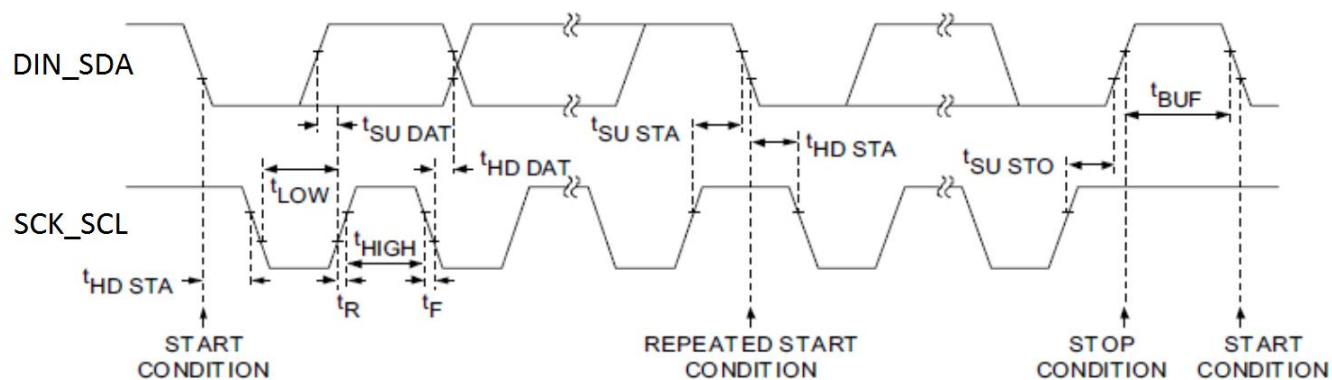 DIN_SDA
tSU DAT
tHD DAT
tSU STA
tHD STA
tSU STO
tBUF
SCK_SCL
tLOW
tHIGH
tHD STA
tR
tF
START
CONDITION
REPEATED START
CONDITION
STOP
CONDITION
START
CONDITION